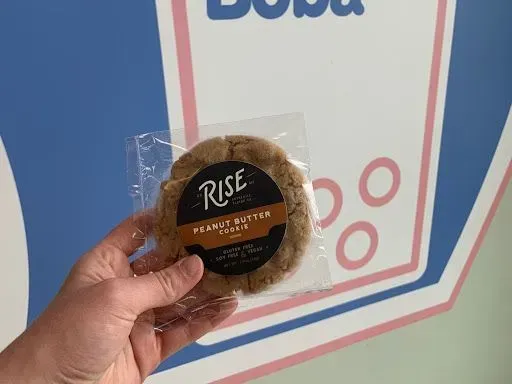 Boba
RISE
PEANUT BUTTER
COOKIE
GLUTEN FREE
SOY FREE & VEGAN